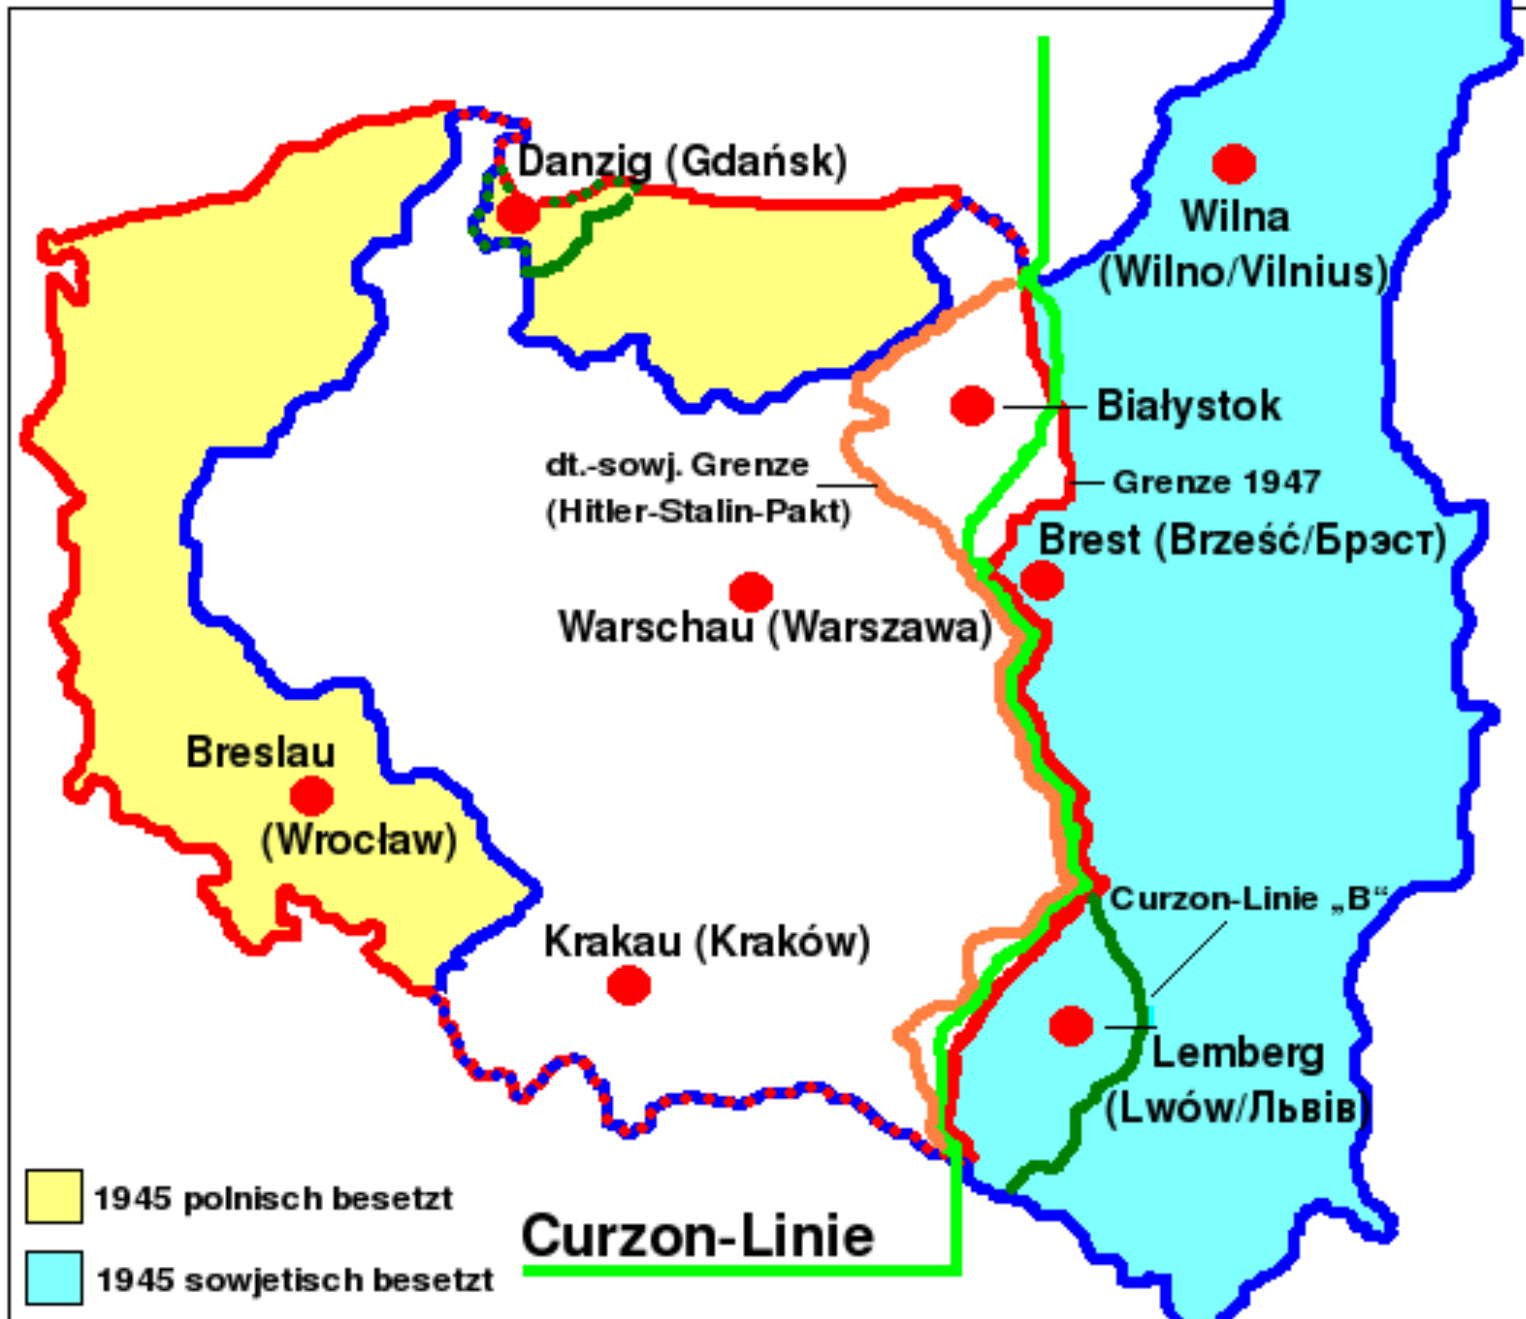 Danzig (Gdańsk)
Wilna
(Wilno/Vilnius)
Białystok
dt.-sowj. Grenze
(Hitler-Stalin-Pakt)
Grenze 1947
Brest (Brześć/Брэст)
Warschau (Warszawa)
Breslau
(Wrocław)
Curzon-Linie „B“
Krakau (Kraków)
Lemberg
(Lwów/Львів)
1945 polnisch besetzt
Curzon-Linie
1945 sowjetisch besetzt